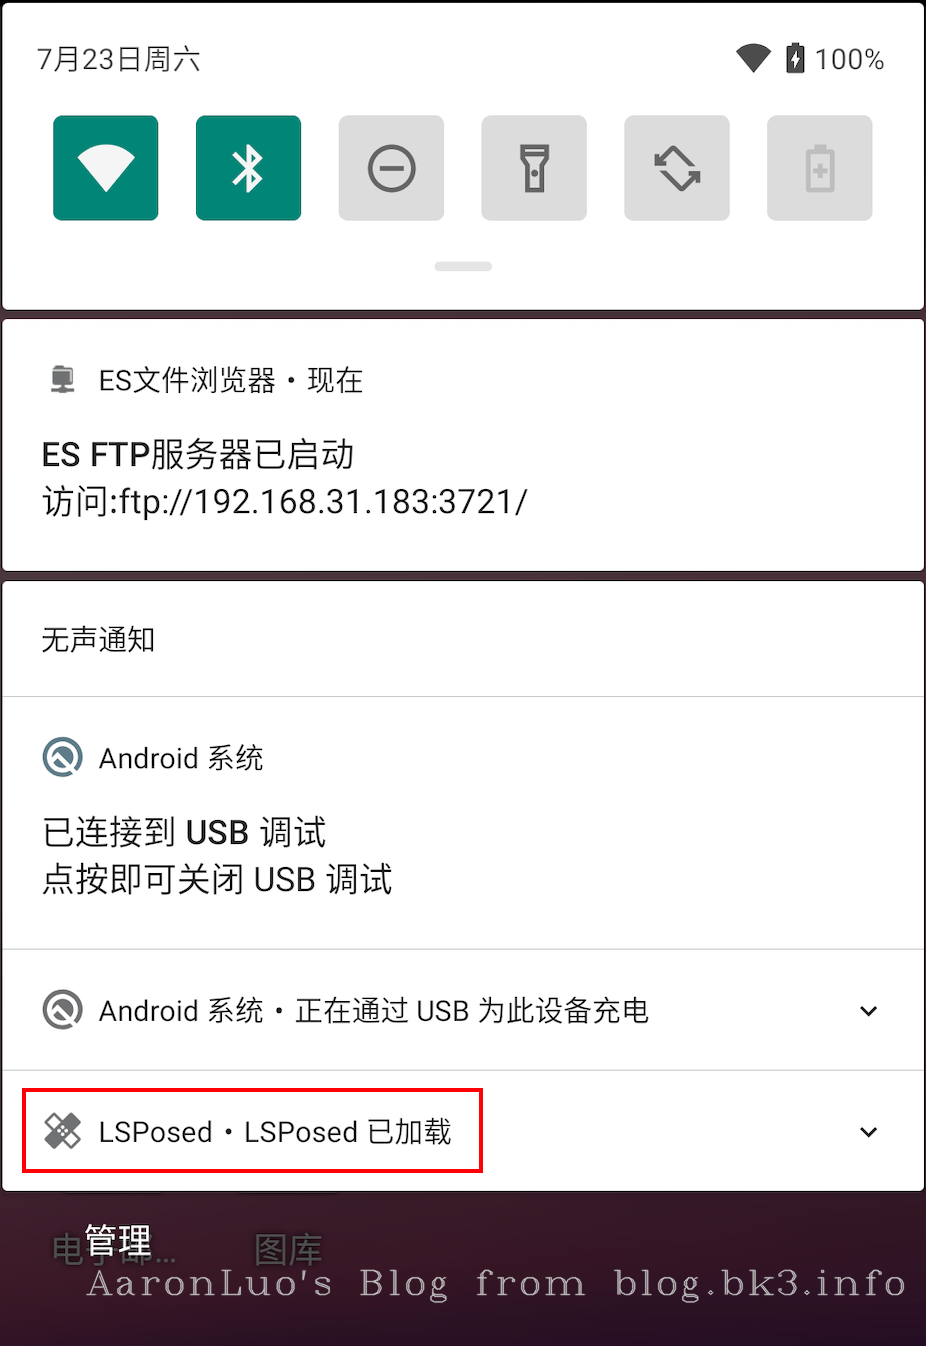 7月23日周六 100%
ES文件浏览器 • 现在
ES FTP服务器已启动
访问:ftp://192.168.31.183:3721/
无声通知
Android 系统
已连接到 USB 调试
点按即可关闭 USB 调试
Android 系统 • 正在通过 USB 为此设备充电
LSPosed • LSPosed 已加载
管理
图库
AaronLuo's Blog from blog.bk3.info